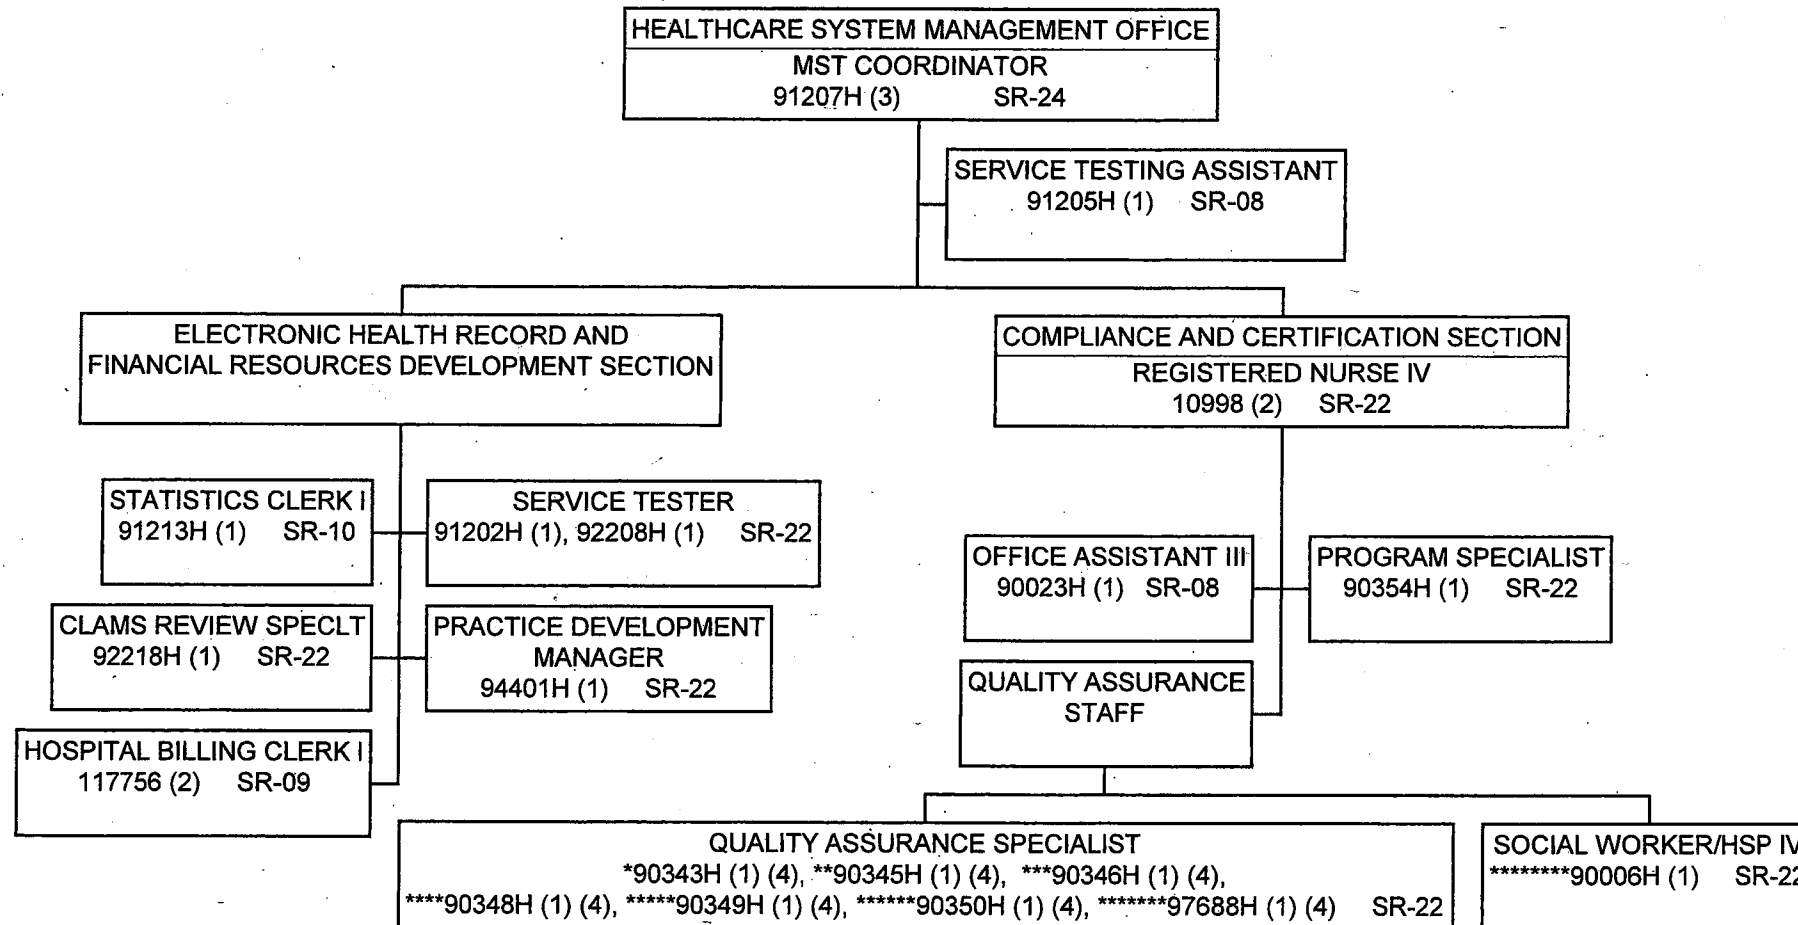 HEALTHCARE SYSTEM MANAGEMENT OFFICE
MST COORDINATOR
91207H (3) SR-24
SERVICE TESTING ASSISTANT
91205H (1) SR-08
ELECTRONIC HEALTH RECORD AND
FINANCIAL RESOURCES DEVELOPMENT SECTION
COMPLIANCE AND CERTIFICATION SECTION
REGISTERED NURSE IV
10998 (2) SR-22
STATISTICS CLERK I
91213H (1) SR-10
SERVICE TESTER
91202H (1), 92208H (1) SR-22
CLAMS REVIEW SPECLT
92218H (1) SR-22
PRACTICE DEVELOPMENT
MANAGER
94401H (1) SR-22
HOSPITAL BILLING CLERK I
117756 (2) SR-09
OFFICE ASSISTANT III
90023H (1) SR-08
PROGRAM SPECIALIST
90354H (1) SR-22
QUALITY ASSURANCE
STAFF
QUALITY ASSURANCE SPECIALIST
*90343H (1) (4), **90345H (1) (4), ***90346H (1) (4),
****90348H (1) (4), *****90349H (1) (4), ******90350H (1) (4), *******97688H (1) (4) SR-22
SOCIAL WORKER/HSP IV
********90006H (1) SR-22